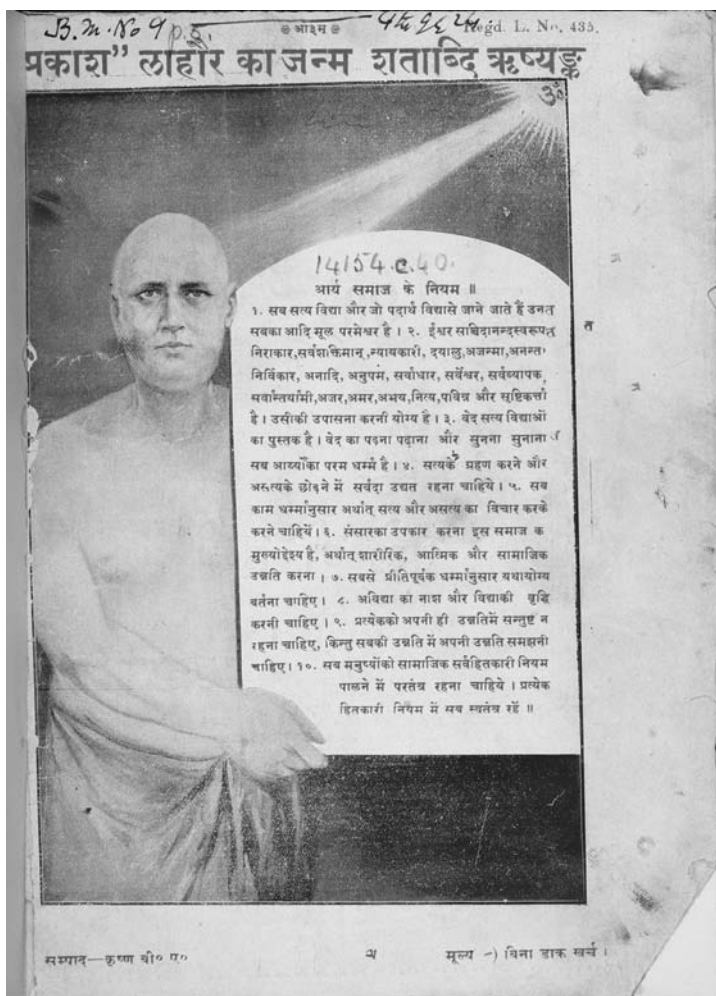 B. M. No 9
❀ ओ३म् ❀
Regd. L. No. 435.
प्रकाश" लाहौर का जन्म शताब्दि ऋष्यङ्क
ॐ
14154.e.40.
आर्य समाज के नियम ॥
१. सब सत्य विद्या और जो पदार्थ विद्यासे जाने जाते हैं उनत
सबका आदि मूल परमेश्वर है । २. ईश्वर सच्चिदानन्दस्वरूप
निराकार,सर्वशक्तिमान्,न्यायकारी, दयालु,अजन्मा,अनन्त
निर्विकार, अनादि, अनुपम, सर्वाधार, सर्वेश्वर, सर्वव्यापक
सर्वान्तर्यामी,अजर,अमर,अभय,नित्य,पवित्र और सृष्टिकर्त्ता
है । उसीकी उपासना करनी योग्य है । ३. वेद सत्य विद्याओं
का पुस्तक है । वेद का पढ़ना पढ़ाना और सुनना सुनाना
सब आर्य्योंका परम धर्म्म है । ४. सत्यके ग्रहण करने और
असत्यके छोड़ने में सर्वदा उद्यत रहना चाहिये । ५. सब
काम धर्म्मानुसार अर्थात् सत्य और असत्य का विचार करके
करने चाहियें । ६. संसारका उपकार करना इस समाज क
मुख्योद्देश्य है, अर्थात् शारीरिक, आत्मिक और सामाजिक
उन्नति करना । ७. सबसे प्रीतिपूर्वक धर्म्मानुसार यथायोग्य
बर्तना चाहिए । ८. अविद्या का नाश और विद्याकी वृद्धि
करनी चाहिए । ९. प्रत्येकको अपनी ही उन्नतिमें सन्तुष्ट न
रहना चाहिए, किन्तु सबकी उन्नति में अपनी उन्नति समझनी
चाहिए । १०. सब मनुष्योंको सामाजिक सर्वहितकारी नियम
पालने में परतंत्र रहना चाहिये । प्रत्येक
हितकारी नियम में सब स्वतंत्र रहें ॥
सम्पाद—कृष्ण बी० ए०
मूल्य -) बिना डाक खर्च ।